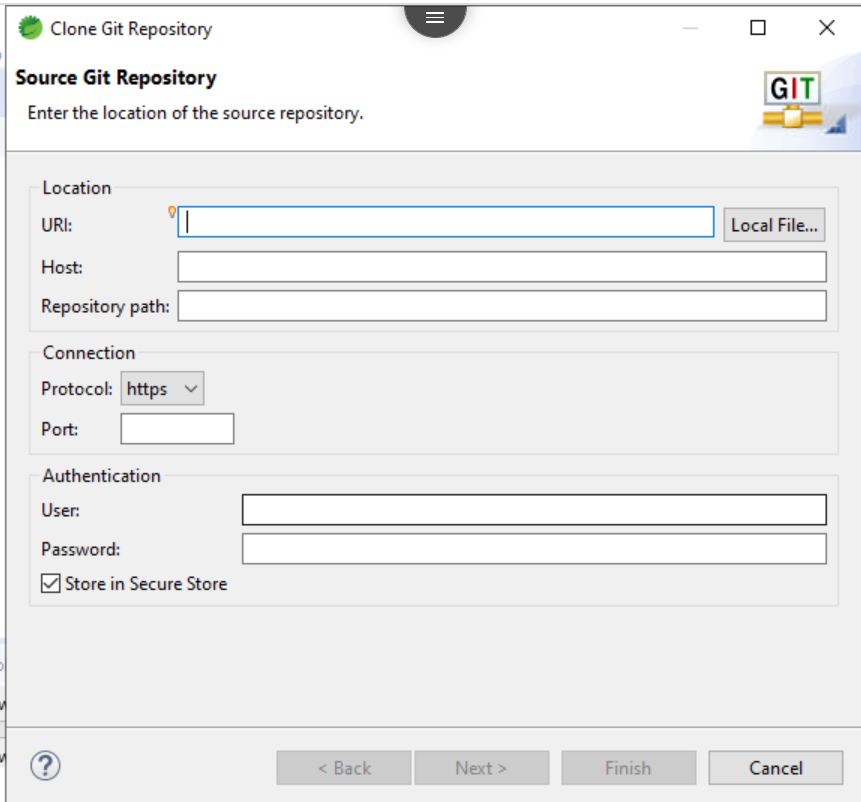 Clone Git Repository
Source Git Repository
Enter the location of the source repository.
GIT
Location
URI:
Local File...
Host:
Repository path:
Connection
Protocol: https
Port:
Authentication
User:
Password:
Store in Secure Store
?
< Back Next > Finish Cancel